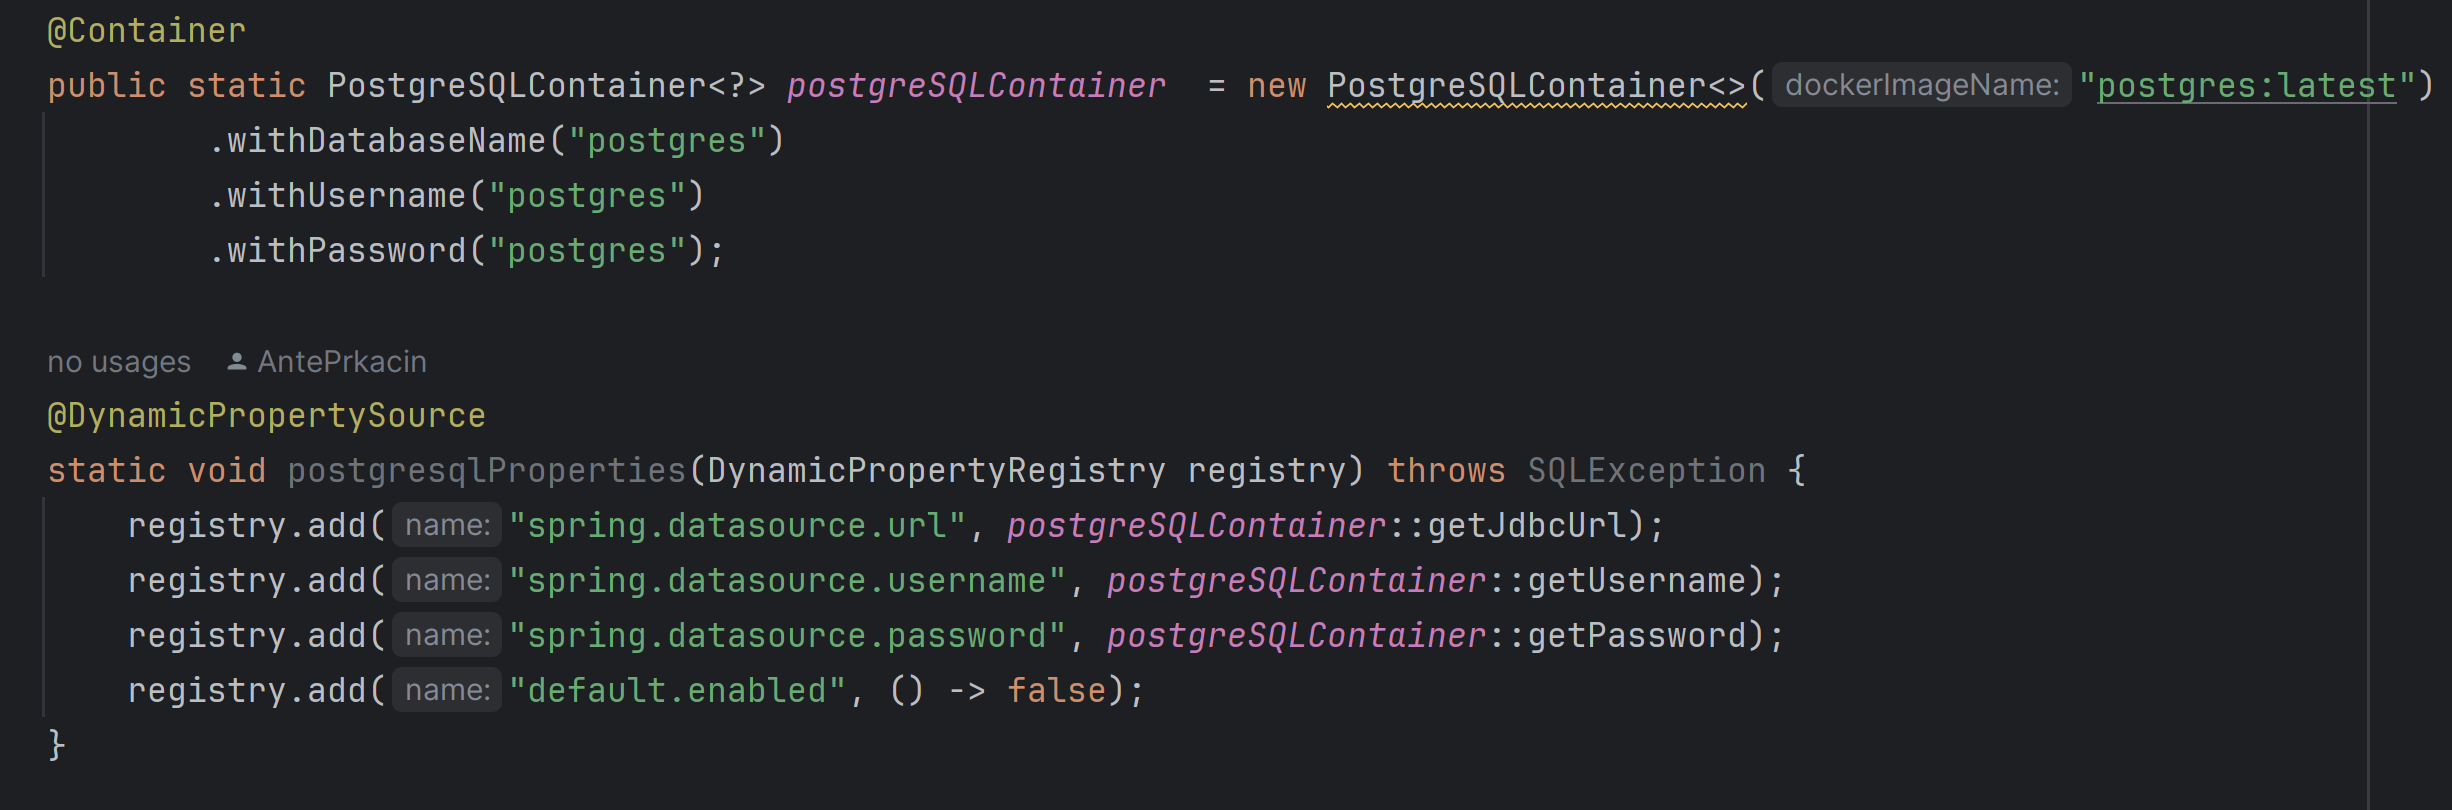 @Container
public static PostgreSQLContainer<?> postgreSQLContainer  = new PostgreSQLContainer<>( dockerImageName: "postgres:latest")
        .withDatabaseName("postgres")
        .withUsername("postgres")
        .withPassword("postgres");
no usages  AntePrkacin
@DynamicPropertySource
static void postgresqlProperties(DynamicPropertyRegistry registry) throws SQLException {
    registry.add( name: "spring.datasource.url", postgreSQLContainer::getJdbcUrl);
    registry.add( name: "spring.datasource.username", postgreSQLContainer::getUsername);
    registry.add( name: "spring.datasource.password", postgreSQLContainer::getPassword);
    registry.add( name: "default.enabled", () -> false);
}